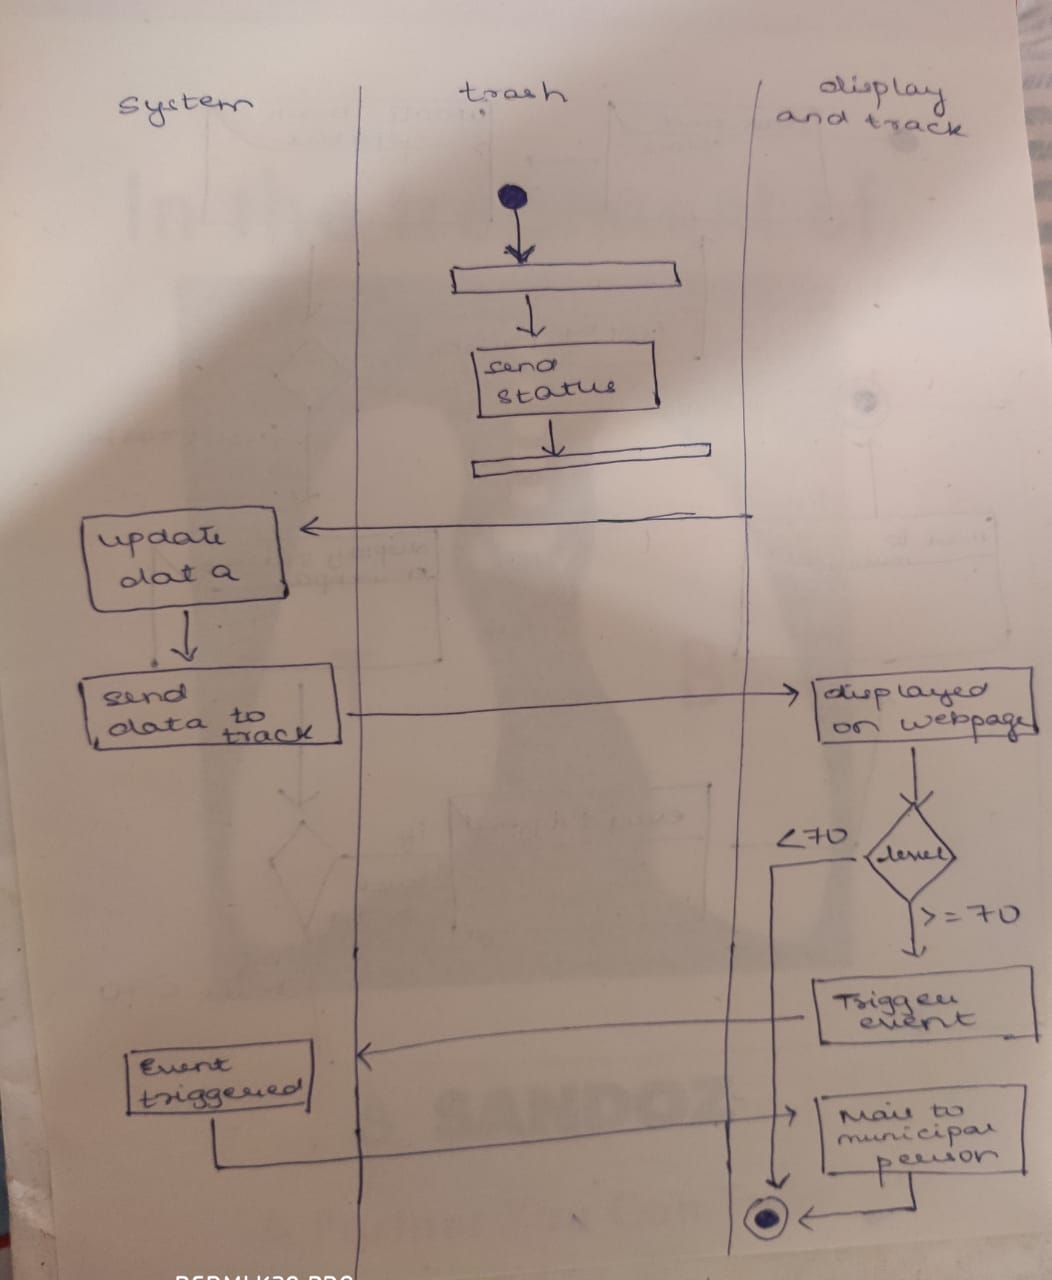 system
trash
display
and track
send
status
update
data
send
data to
track
displayed
on webpage
<70
level
>=70
Trigger
event
Event
triggered
Mail to
municipal
person
SANDOZ